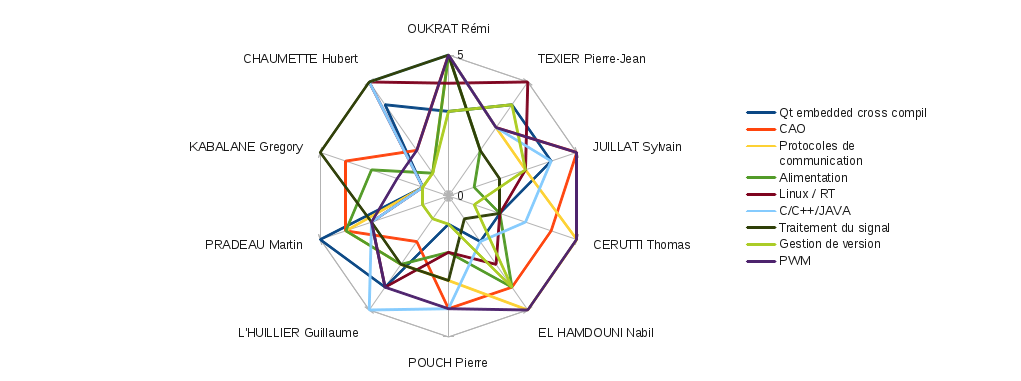 OUKRAT Rémi
CHAUMETTE Hubert
TEXIER Pierre-Jean
5
KABALANE Gregory
JUILLAT Sylvain
0
PRADEAU Martin
CERUTTI Thomas
L'HUILLIER Guillaume
EL HAMDOUNI Nabil
POUCH Pierre
Qt embedded cross compil
CAO
Protocoles de
communication
Alimentation
Linux / RT
C/C++/JAVA
Traitement du signal
Gestion de version
PWM